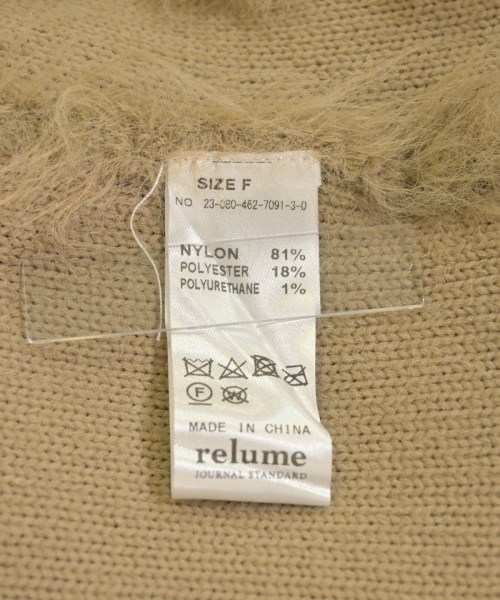 SIZE F
NO 23-080-462-7091-3-0
NYLON 81%
POLYESTER 18%
POLYURETHANE 1%
F W
MADE IN CHINA
relume
JOURNAL STANDARD